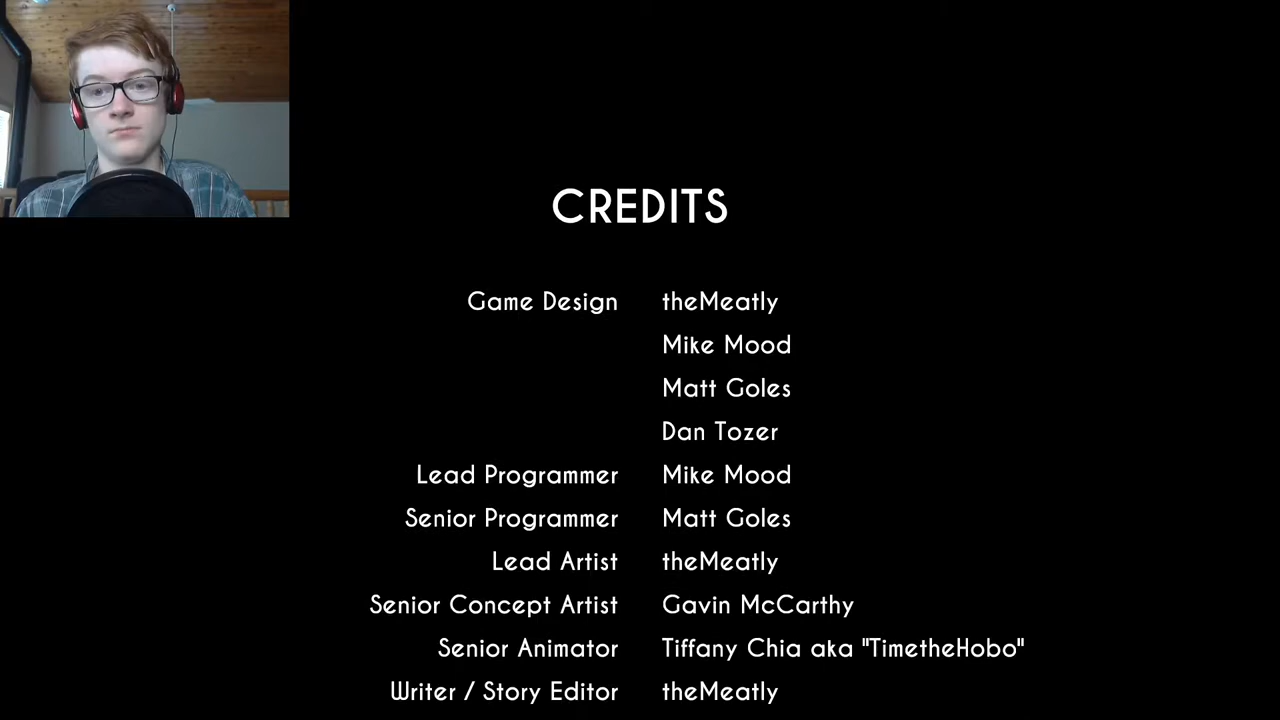 CREDITS
Game Design theMeatly
Mike Mood
Matt Goles
Dan Tozer
Lead Programmer Mike Mood
Senior Programmer Matt Goles
Lead Artist theMeatly
Senior Concept Artist Gavin McCarthy
Senior Animator Tiffany Chia aka "TimetheHobo"
Writer / Story Editor theMeatly